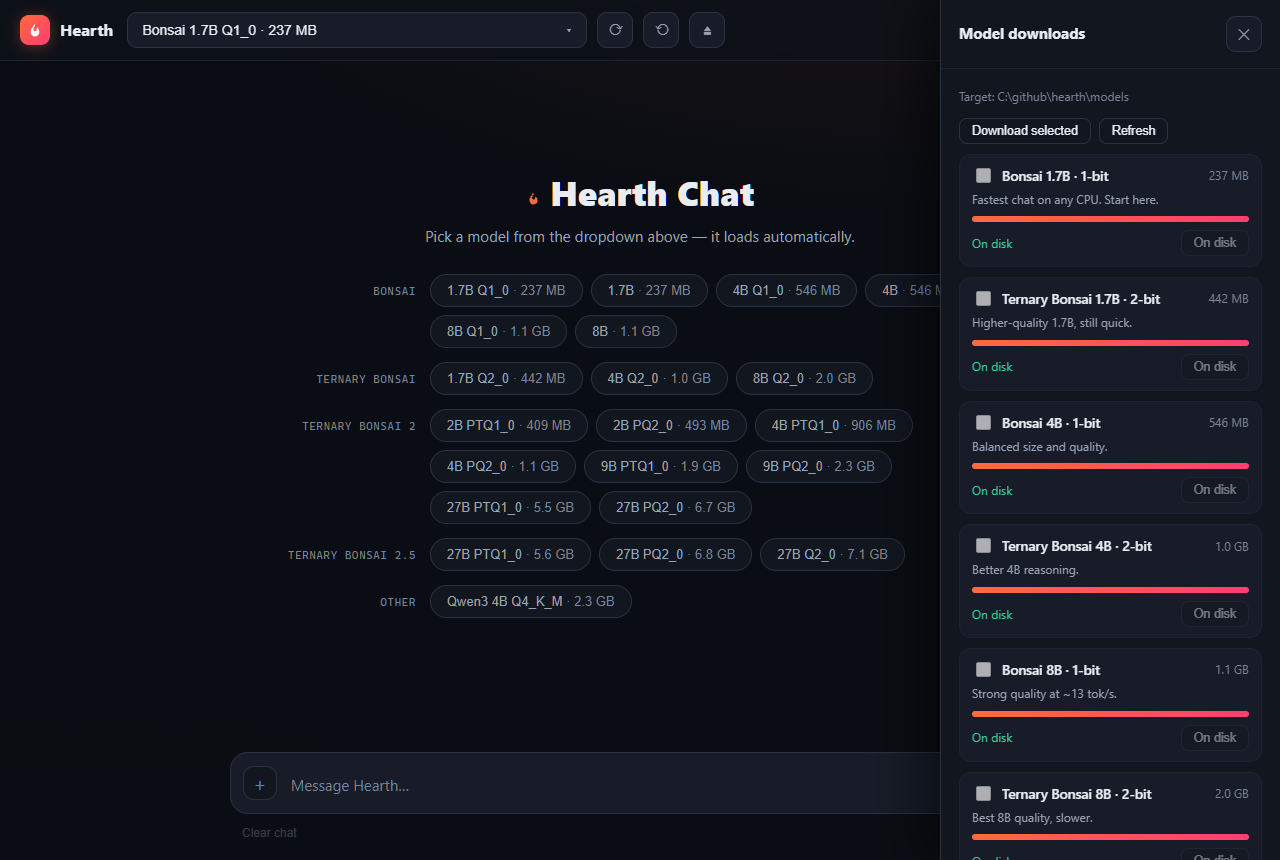 Hearth
Bonsai 1.7B Q1_0 · 237 MB
Hearth Chat
Pick a model from the dropdown above — it loads automatically.
BONSAI
1.7B Q1_0 · 237 MB
1.7B · 237 MB
4B Q1_0 · 546 MB
4B · 546
8B Q1_0 · 1.1 GB
8B · 1.1 GB
TERNARY BONSAI
1.7B Q2_0 · 442 MB
4B Q2_0 · 1.0 GB
8B Q2_0 · 2.0 GB
TERNARY BONSAI 2
2B PTQ1_0 · 409 MB
2B PQ2_0 · 493 MB
4B PTQ1_0 · 906 MB
4B PQ2_0 · 1.1 GB
9B PTQ1_0 · 1.9 GB
9B PQ2_0 · 2.3 GB
27B PTQ1_0 · 5.5 GB
27B PQ2_0 · 6.7 GB
TERNARY BONSAI 2.5
27B PTQ1_0 · 5.6 GB
27B PQ2_0 · 6.8 GB
27B Q2_0 · 7.1 GB
OTHER
Qwen3 4B Q4_K_M · 2.3 GB
+
Message Hearth...
Clear chat
Model downloads
Target: C:\github\hearth\models
Download selected
Refresh
Bonsai 1.7B · 1-bit
237 MB
Fastest chat on any CPU. Start here.
On disk
On disk
Ternary Bonsai 1.7B · 2-bit
442 MB
Higher-quality 1.7B, still quick.
On disk
On disk
Bonsai 4B · 1-bit
546 MB
Balanced size and quality.
On disk
On disk
Ternary Bonsai 4B · 2-bit
1.0 GB
Better 4B reasoning.
On disk
On disk
Bonsai 8B · 1-bit
1.1 GB
Strong quality at ~13 tok/s.
On disk
On disk
Ternary Bonsai 8B · 2-bit
2.0 GB
Best 8B quality, slower.
On disk
On disk